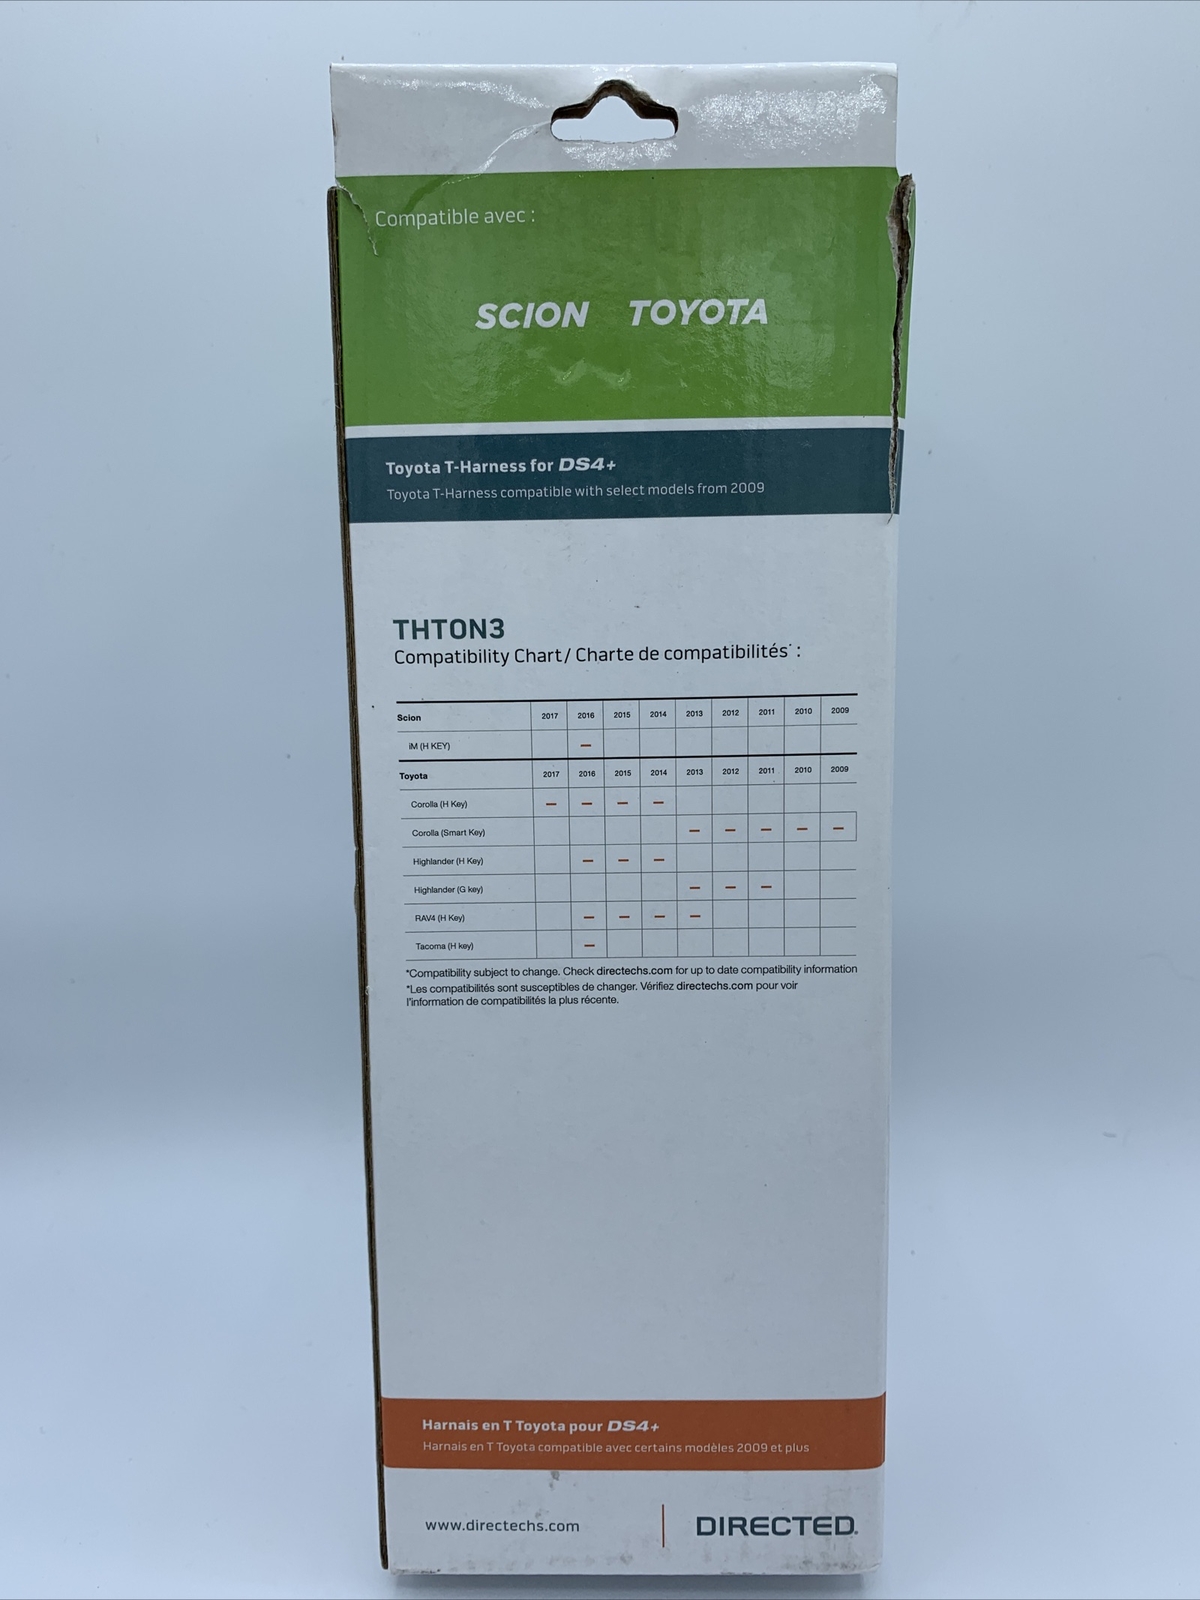 Compatible avec :
SCION TOYOTA
Toyota T-Harness for DS4+
Toyota T-Harness compatible with select models from 2009
THTON3
Compatibility Chart/ Charte de compatibilités* :
Scion 2017 2016 2015 2014 2013 2012 2011 2010 2009
iM (H KEY) –
Toyota 2017 2016 2015 2014 2013 2012 2011 2010 2009
Corolla (H Key) – – – –
Corolla (Smart Key) – – – – –
Highlander (H Key) – – –
Highlander (G key) – – –
RAV4 (H Key) – – – –
Tacoma (H key) –
*Compatibility subject to change. Check directechs.com for up to date compatibility information
*Les compatibilités sont susceptibles de changer. Vérifiez directechs.com pour voir
l'information de compatibilités la plus récente.
Harnais en T Toyota pour DS4+
Harnais en T Toyota compatible avec certains modèles 2009 et plus
www.directechs.com
DIRECTED.